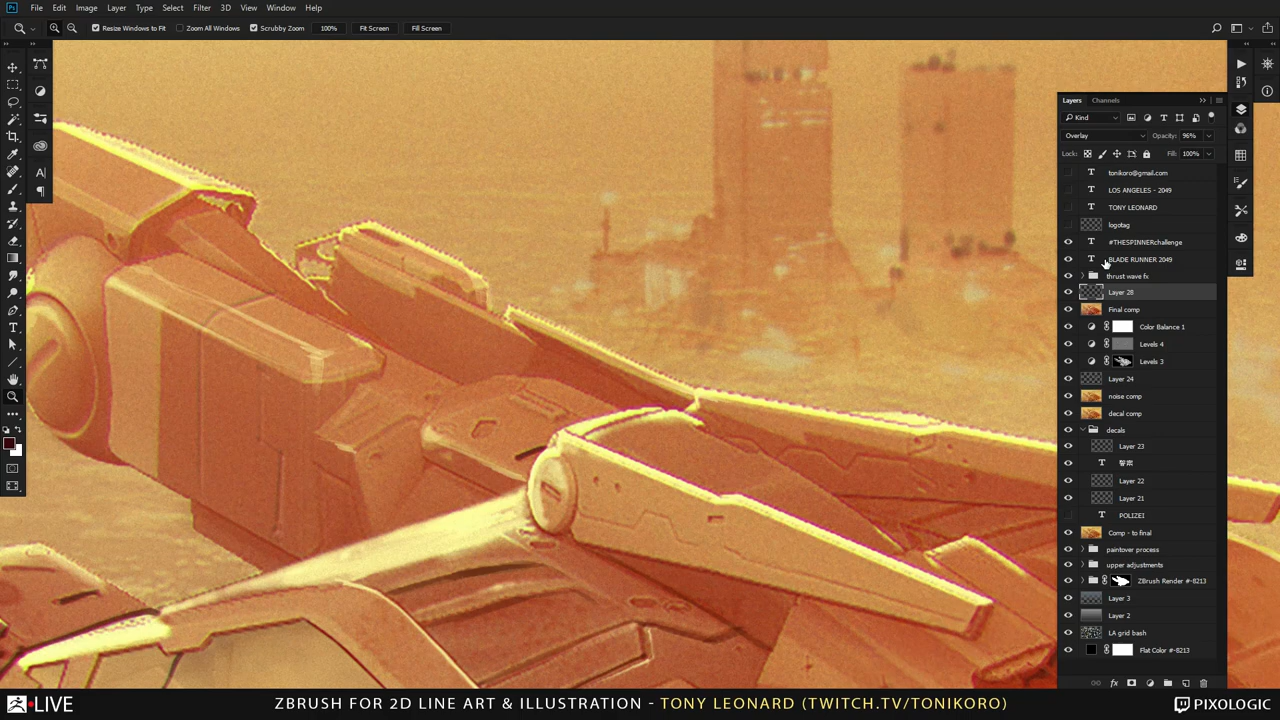 Ps File Edit Image Layer Type Select Filter 3D View Window Help
Resize Windows to Fit Zoom All Windows Scrubby Zoom 100% Fit Screen Fill Screen
Layers Channels
Kind
Overlay Opacity: 96%
Lock: Fill: 100%
T tonikoro@gmail.com
T LOS ANGELES - 2049
T TONY LEONARD
logotag
T #THESPINNERchallenge
T BLADE RUNNER 2049
thrust wave fx
Layer 28
Final comp
Color Balance 1
Levels 4
Levels 3
Layer 24
noise comp
decal comp
decals
Layer 23
T
Layer 22
Layer 21
T POLIZEI
Comp - to final
paintover process
upper adjustments
ZBrush Render #-8213
Layer 3
Layer 2
LA grid bash
Flat Color #-8213
LIVE ZBRUSH FOR 2D LINE ART & ILLUSTRATION - TONY LEONARD (TWITCH.TV/TONIKORO) PIXOLOGIC